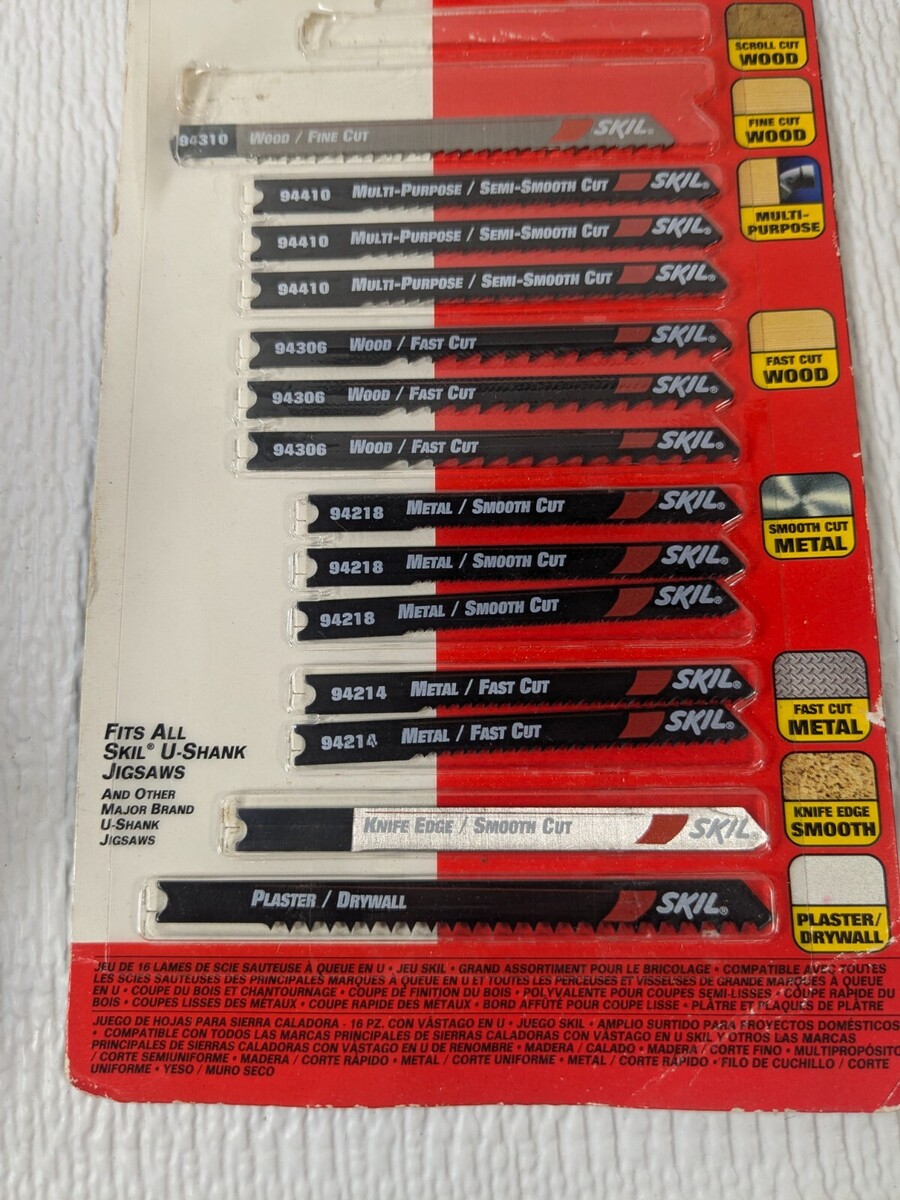 SCROLL CUT
WOOD
FINE CUT
WOOD
94310 WOOD / FINE CUT SKIL®
94410 MULTI-PURPOSE / SEMI-SMOOTH CUT SKIL®
94410 MULTI-PURPOSE / SEMI-SMOOTH CUT SKIL®
94410 MULTI-PURPOSE / SEMI-SMOOTH CUT SKIL®
MULTI-
PURPOSE
94306 WOOD / FAST CUT SKIL®
94306 WOOD / FAST CUT SKIL®
94306 WOOD / FAST CUT SKIL®
FAST CUT
WOOD
94218 METAL / SMOOTH CUT SKIL®
94218 METAL / SMOOTH CUT SKIL®
94218 METAL / SMOOTH CUT SKIL®
SMOOTH CUT
METAL
94214 METAL / FAST CUT SKIL®
94214 METAL / FAST CUT SKIL®
FAST CUT
METAL
FITS ALL
SKIL® U-SHANK
JIGSAWS
AND OTHER
MAJOR BRAND
U-SHANK
JIGSAWS
KNIFE EDGE / SMOOTH CUT SKIL®
KNIFE EDGE
SMOOTH
PLASTER / DRYWALL SKIL®
PLASTER/
DRYWALL
JEU DE 16 LAMES DE SCIE SAUTEUSE À QUEUE EN U • JEU SKIL • GRAND ASSORTIMENT POUR LE BRICOLAGE • COMPATIBLE AVEC TOUTES
LES SCIES SAUTEUSES DES PRINCIPALES MARQUES À QUEUE EN U ET TOUTES LES PERCEUSES ET VISSEUSES DE GRANDE MARQUES À QUEUE
EN U • COUPE DU BOIS ET CHANTOURNAGE • COUPE DE FINITION DU BOIS • POLYVALENTE POUR COUPES SEMI-LISSES • COUPE RAPIDE DU
BOIS • COUPES LISSES DES MÉTAUX • COUPE RAPIDE DES METAUX • BORD AFFÛTÉ POUR COUPE LISSE • PLÂTRE ET PLAQUES DE PLÂTRE
JUEGO DE HOJAS PARA SIERRA CALADORA - 16 PZ. CON VÁSTAGO EN U • JUEGO SKIL • AMPLIO SURTIDO PARA PROYECTOS DOMÉSTICOS
• COMPATIBLE CON TODOS LAS MARCAS PRINCIPALES DE SIERRAS CALADORAS CON VÁSTAGO EN U SKIL Y OTROS LAS MARCAS
PRINCIPALES DE SIERRAS CALADORAS CON VÁSTAGO EN U DE RENOMBRE • MADERA / CALADO • MADERA / CORTE FINO • MULTIPROPÓSITO
/ CORTE SEMIUNIFORME • MADERA / CORTE RÁPIDO • METAL / CORTE UNIFORME • METAL / CORTE RÁPIDO • FILO DE CUCHILLO / CORTE
UNIFORME • YESO / MURO SECO